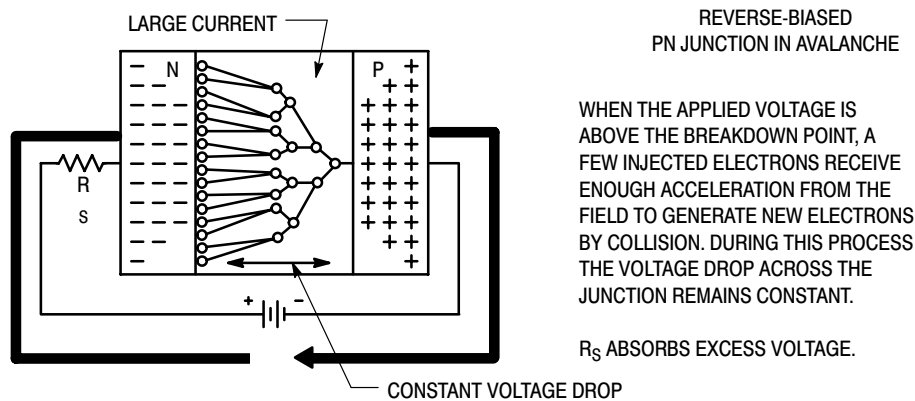 LARGE CURRENT
N
P
R
S
+ −
CONSTANT VOLTAGE DROP
REVERSE-BIASED
PN JUNCTION IN AVALANCHE
WHEN THE APPLIED VOLTAGE IS
ABOVE THE BREAKDOWN POINT, A
FEW INJECTED ELECTRONS RECEIVE
ENOUGH ACCELERATION FROM THE
FIELD TO GENERATE NEW ELECTRONS
BY COLLISION. DURING THIS PROCESS
THE VOLTAGE DROP ACROSS THE
JUNCTION REMAINS CONSTANT.
RS ABSORBS EXCESS VOLTAGE.